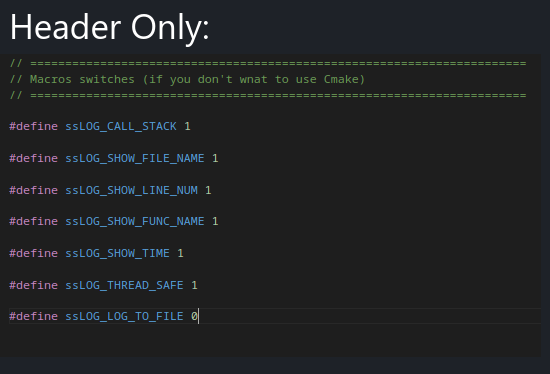 Header Only:
// =======================================================================
// Macros switches (if you don't wnat to use Cmake)
// =======================================================================
#define ssLOG_CALL_STACK 1
#define ssLOG_SHOW_FILE_NAME 1
#define ssLOG_SHOW_LINE_NUM 1
#define ssLOG_SHOW_FUNC_NAME 1
#define ssLOG_SHOW_TIME 1
#define ssLOG_THREAD_SAFE 1
#define ssLOG_LOG_TO_FILE 0